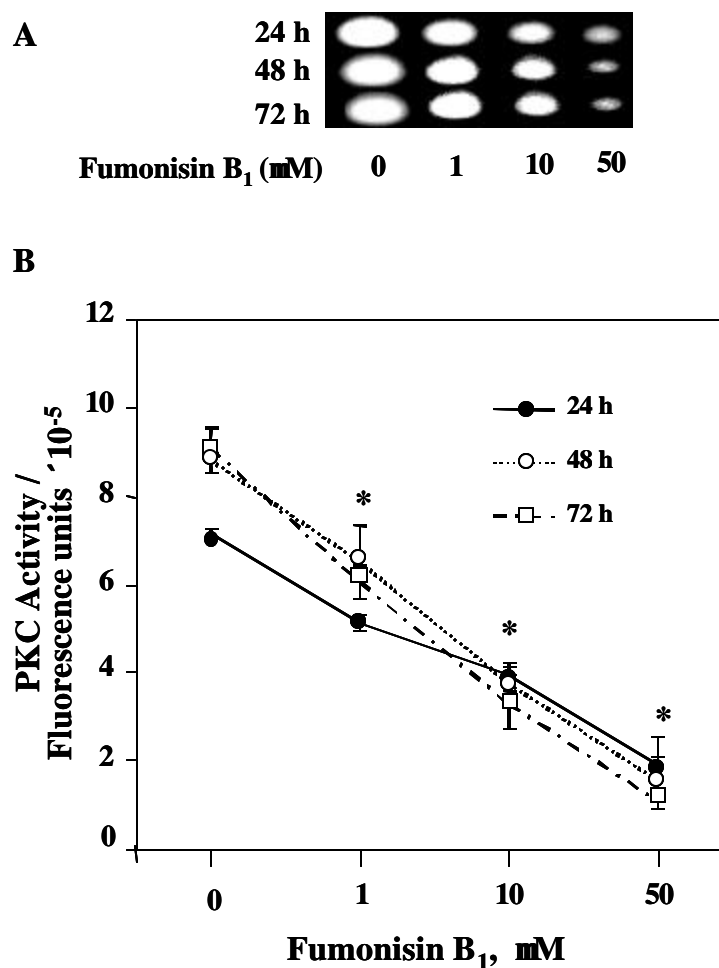 A
24 h
48 h
72 h
Fumonisin B1 (mM) 0 1 10 50
B
12
10
8
6
4
2
0
PKC Activity /
Fluorescence units ´10-5
24 h
48 h
72 h
*
*
*
0 1 10 50
Fumonisin B1, mM